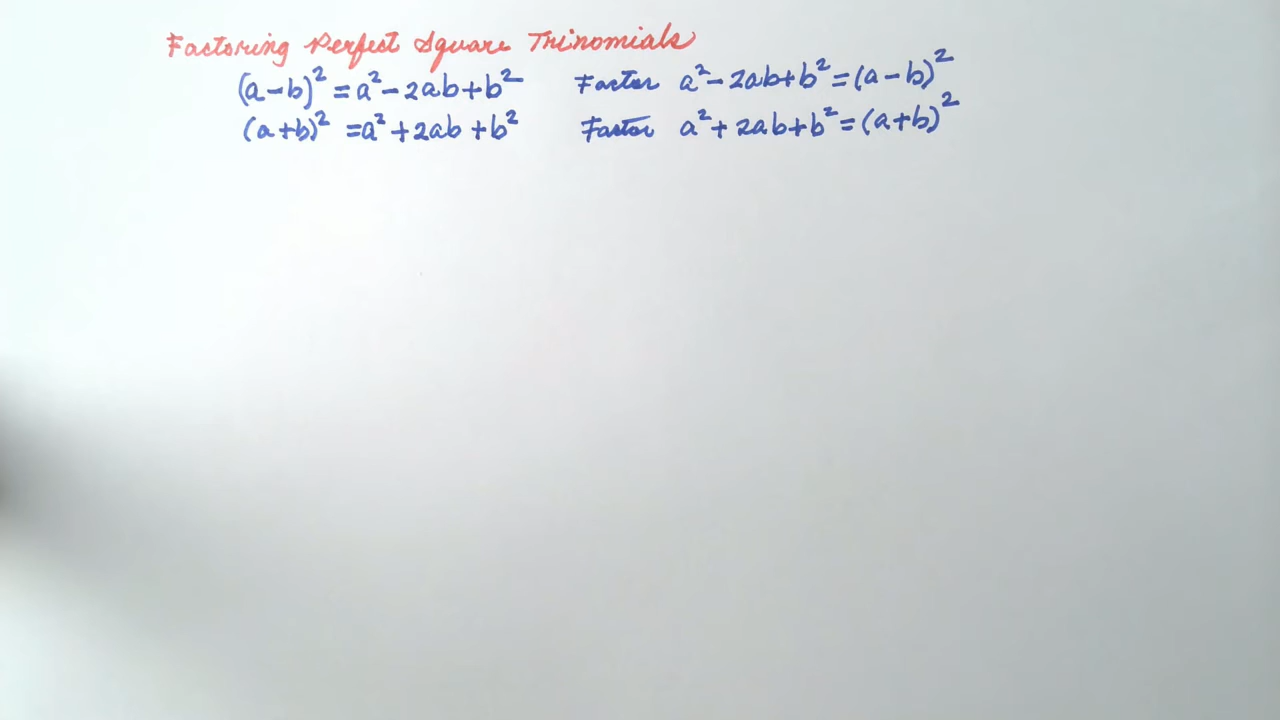 Factoring Perfect Square Trinomials
(a-b)² = a² - 2ab + b² Factor a² - 2ab + b² = (a - b)²
(a + b)² = a² + 2ab + b² Factor a² + 2ab + b² = (a + b)²